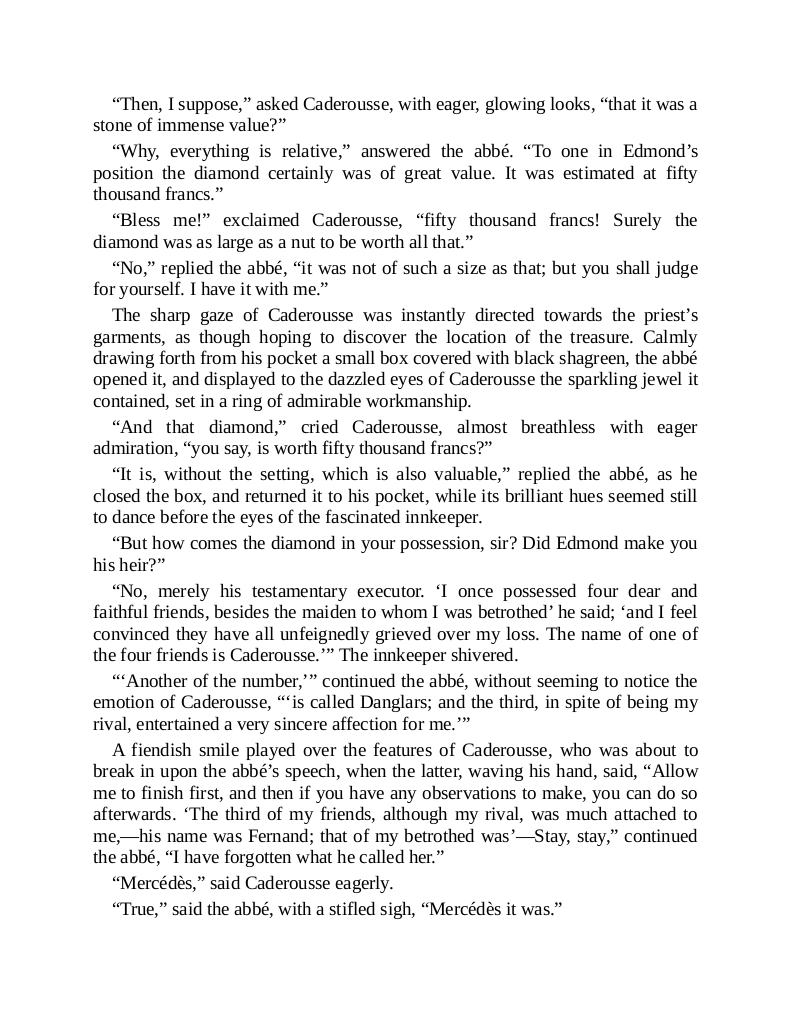 “Then, I suppose,” asked Caderousse, with eager, glowing looks, “that it was a
stone of immense value?”
“Why, everything is relative,” answered the abbé. “To one in Edmond’s
position the diamond certainly was of great value. It was estimated at fifty
thousand francs.”
“Bless me!” exclaimed Caderousse, “fifty thousand francs! Surely the
diamond was as large as a nut to be worth all that.”
“No,” replied the abbé, “it was not of such a size as that; but you shall judge
for yourself. I have it with me.”
The sharp gaze of Caderousse was instantly directed towards the priest’s
garments, as though hoping to discover the location of the treasure. Calmly
drawing forth from his pocket a small box covered with black shagreen, the abbé
opened it, and displayed to the dazzled eyes of Caderousse the sparkling jewel it
contained, set in a ring of admirable workmanship.
“And that diamond,” cried Caderousse, almost breathless with eager
admiration, “you say, is worth fifty thousand francs?”
“It is, without the setting, which is also valuable,” replied the abbé, as he
closed the box, and returned it to his pocket, while its brilliant hues seemed still
to dance before the eyes of the fascinated innkeeper.
“But how comes the diamond in your possession, sir? Did Edmond make you
his heir?”
“No, merely his testamentary executor. ‘I once possessed four dear and
faithful friends, besides the maiden to whom I was betrothed’ he said; ‘and I feel
convinced they have all unfeignedly grieved over my loss. The name of one of
the four friends is Caderousse.’” The innkeeper shivered.
“‘Another of the number,’” continued the abbé, without seeming to notice the
emotion of Caderousse, “‘is called Danglars; and the third, in spite of being my
rival, entertained a very sincere affection for me.’”
A fiendish smile played over the features of Caderousse, who was about to
break in upon the abbé’s speech, when the latter, waving his hand, said, “Allow
me to finish first, and then if you have any observations to make, you can do so
afterwards. ‘The third of my friends, although my rival, was much attached to
me,—his name was Fernand; that of my betrothed was’—Stay, stay,” continued
the abbé, “I have forgotten what he called her.”
“Mercédès,” said Caderousse eagerly.
“True,” said the abbé, with a stifled sigh, “Mercédès it was.”